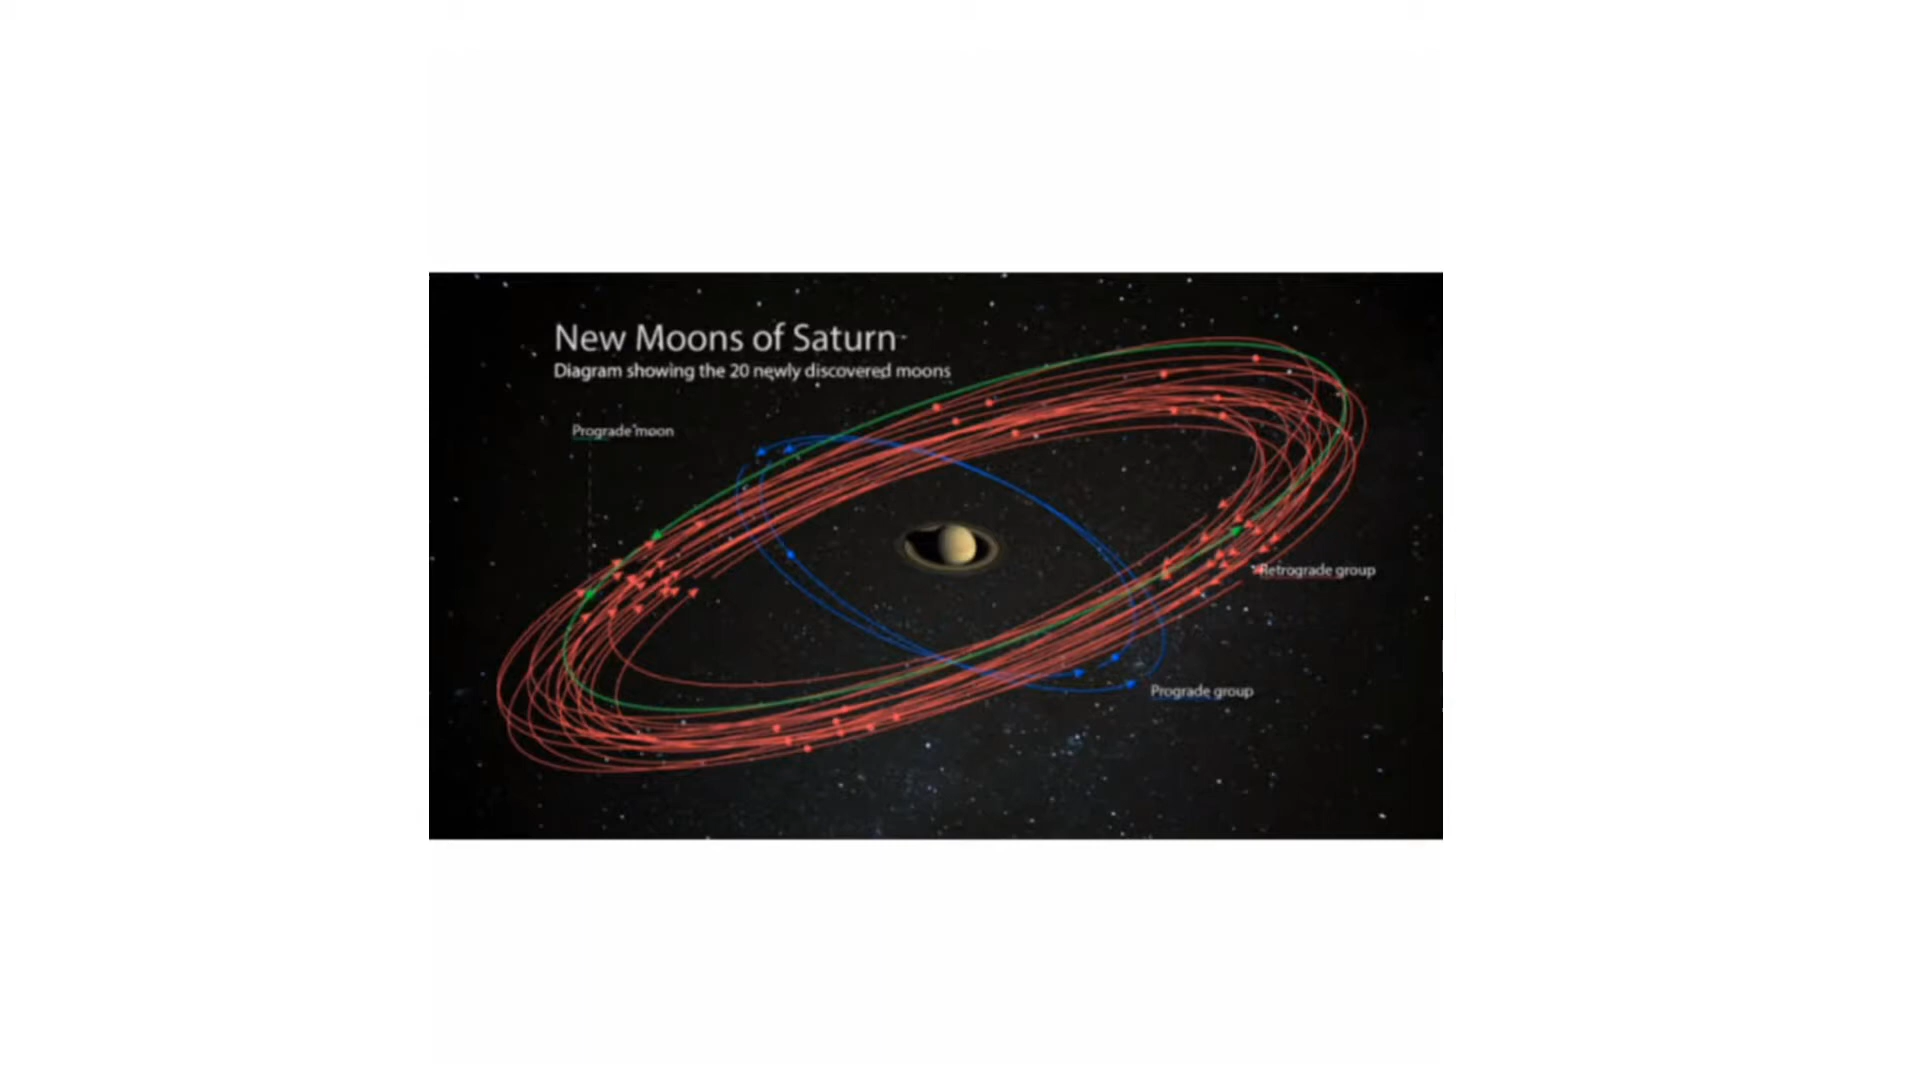 New Moons of Saturn
Diagram showing the 20 newly discovered moons
Prograde moon
Retrograde group
Prograde group